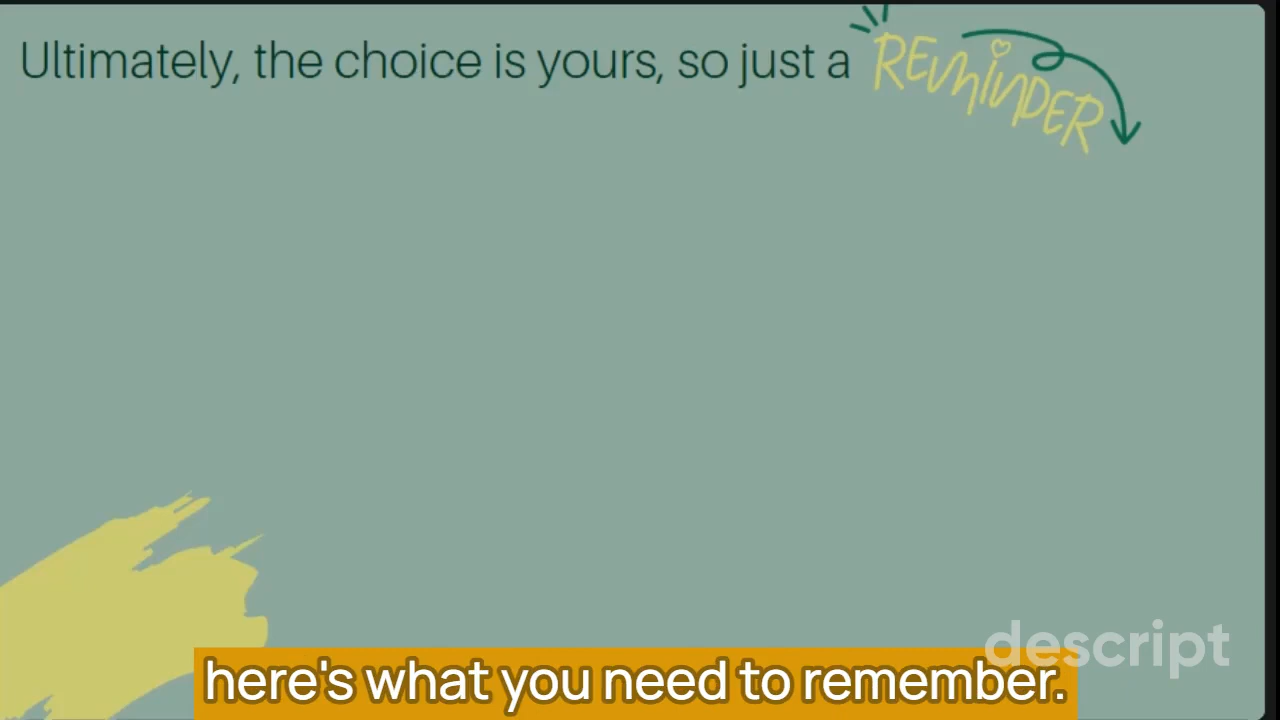 Ultimately, the choice is yours, so just a REMINDER
descript
here's what you need to remember.